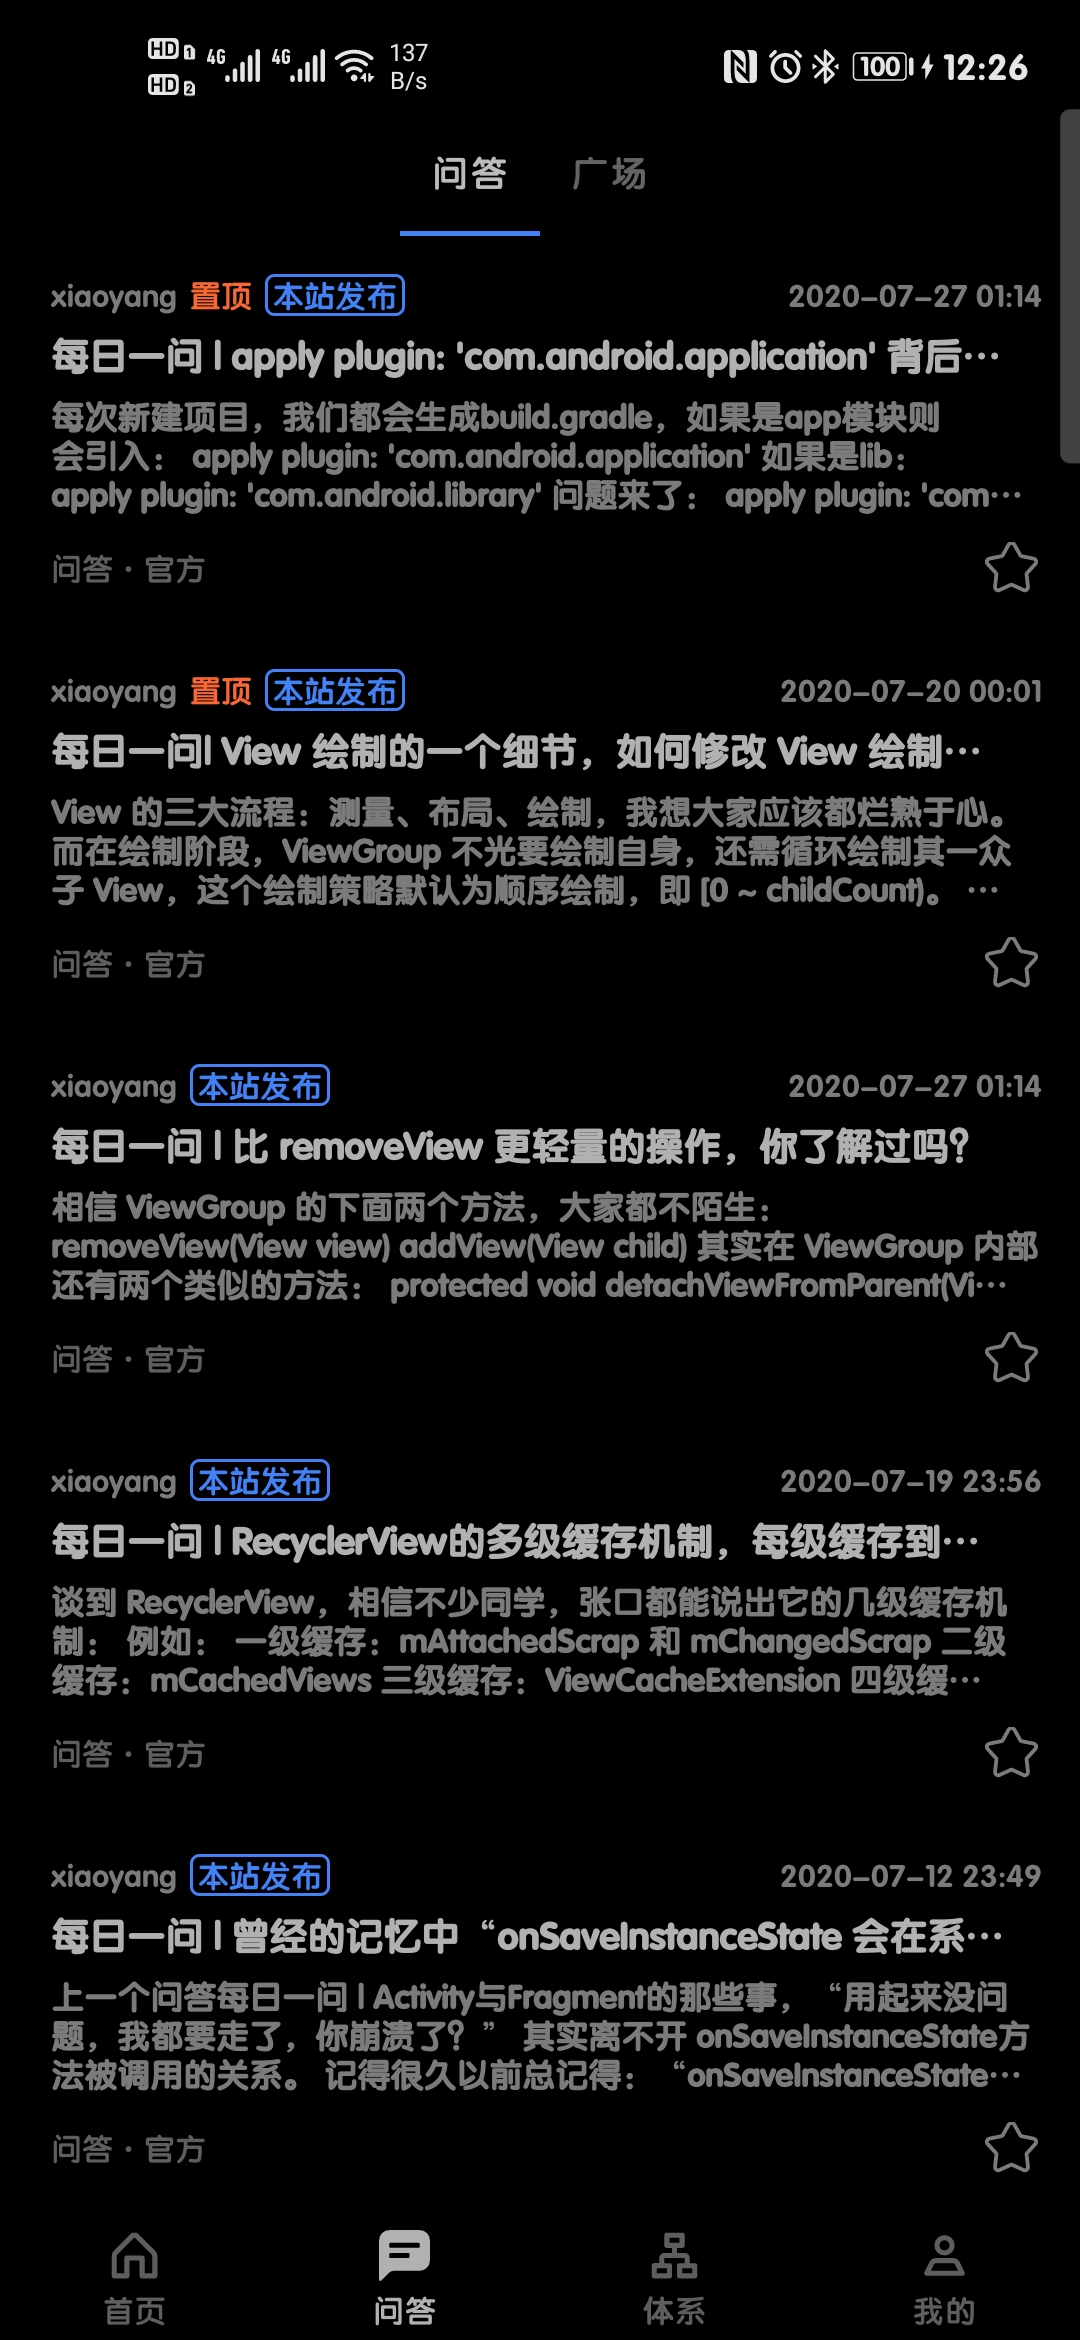 HD 1 4G 4G 137 100 12:26
HD 2 B/s
问答 广场
xiaoyang 置顶 本站发布 2020-07-27 01:14
每日一问 | apply plugin: 'com.android.application' 背后…
每次新建项目，我们都会生成build.gradle，如果是app模块则
会引入： apply plugin: 'com.android.application' 如果是lib：
apply plugin: 'com.android.library' 问题来了： apply plugin: 'com…
问答 · 官方
xiaoyang 置顶 本站发布 2020-07-20 00:01
每日一问| View 绘制的一个细节，如何修改 View 绘制…
View 的三大流程：测量、布局、绘制，我想大家应该都烂熟于心。
而在绘制阶段，ViewGroup 不光要绘制自身，还需循环绘制其一众
子 View，这个绘制策略默认为顺序绘制，即 [0 ~ childCount)。 …
问答 · 官方
xiaoyang 本站发布 2020-07-27 01:14
每日一问 | 比 removeView 更轻量的操作，你了解过吗？
相信 ViewGroup 的下面两个方法，大家都不陌生：
removeView(View view) addView(View child) 其实在 ViewGroup 内部
还有两个类似的方法： protected void detachViewFromParent(Vi…
问答 · 官方
xiaoyang 本站发布 2020-07-19 23:56
每日一问 | RecyclerView的多级缓存机制，每级缓存到…
谈到 RecyclerView，相信不少同学，张口都能说出它的几级缓存机
制： 例如： 一级缓存：mAttachedScrap 和 mChangedScrap 二级
缓存：mCachedViews 三级缓存：ViewCacheExtension 四级缓…
问答 · 官方
xiaoyang 本站发布 2020-07-12 23:49
每日一问 | 曾经的记忆中“onSaveInstanceState 会在系…
上一个问答每日一问 | Activity与Fragment的那些事，“用起来没问
题，我都要走了，你崩溃了？” 其实离不开 onSaveInstanceState方
法被调用的关系。 记得很久以前总记得：“onSaveInstanceState…
问答 · 官方
首页 问答 体系 我的